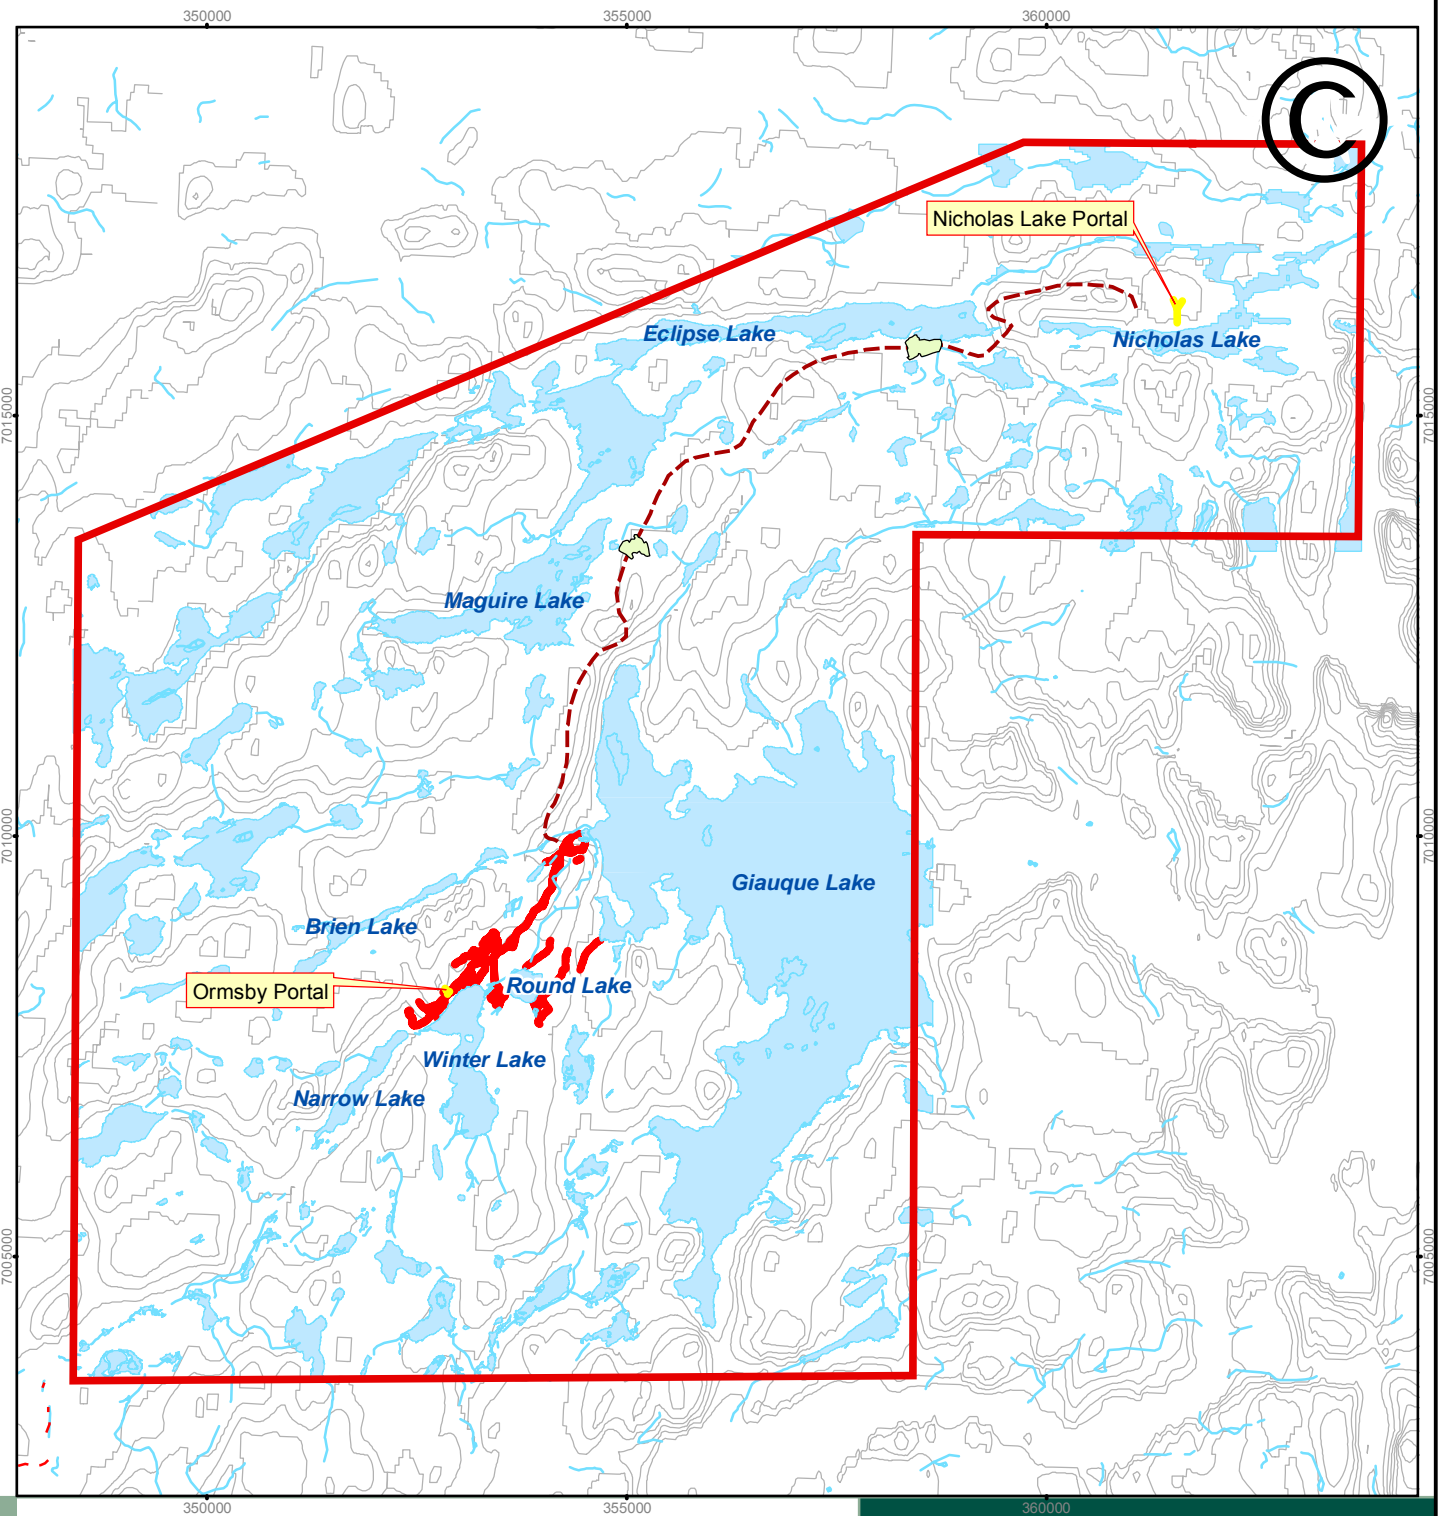 350000
355000
360000
©
Nicholas Lake Portal
Eclipse Lake
Nicholas Lake
7015000
7015000
Maguire Lake
7010000
7010000
Giauque Lake
Brien Lake
Ormsby Portal
Round Lake
Winter Lake
Narrow Lake
7005000
7005000
350000
355000
360000